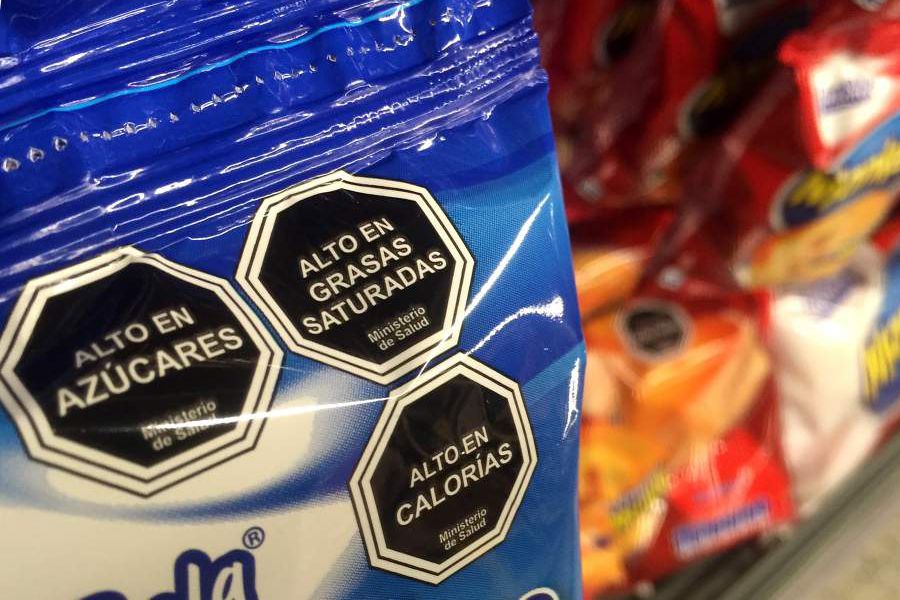 ALTO EN
GRASAS
SATURADAS
Ministerio
de Salud
ALTO EN
AZÚCARES
Ministerio
de Salud
ALTO EN
CALORÍAS
Ministerio
de Salud